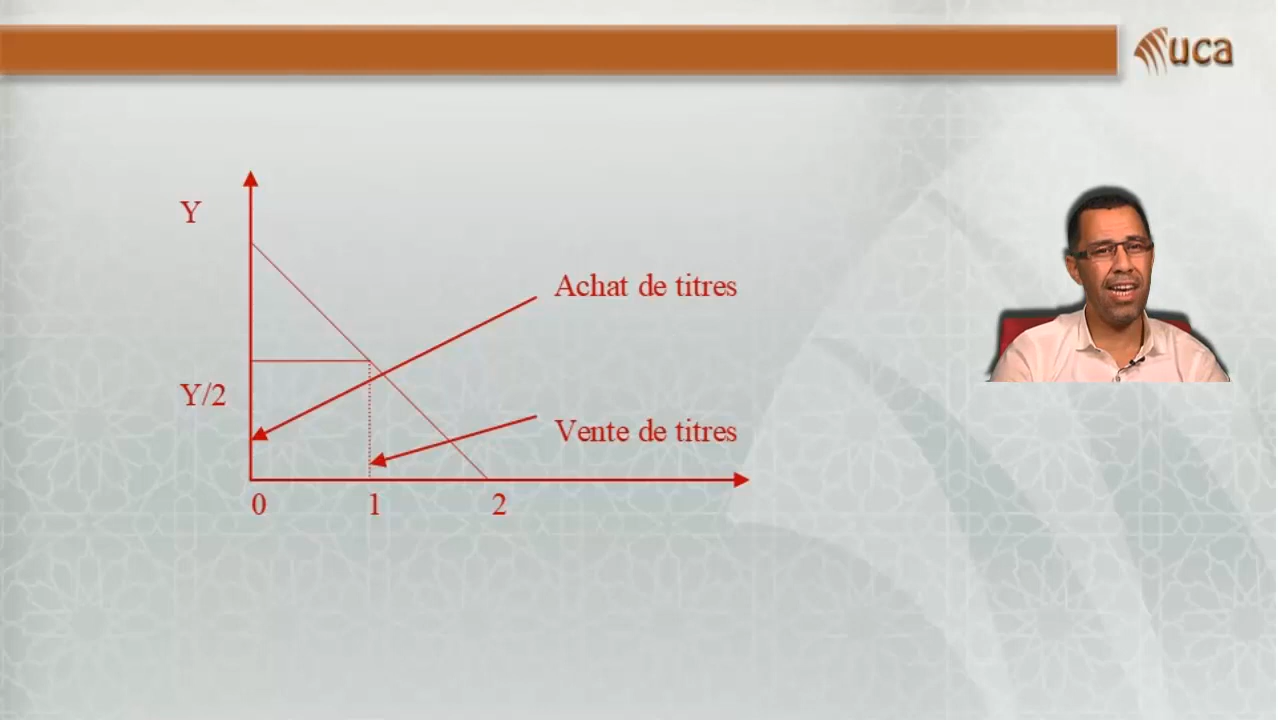 uca
Y
Achat de titres
Y/2
Vente de titres
0 1 2